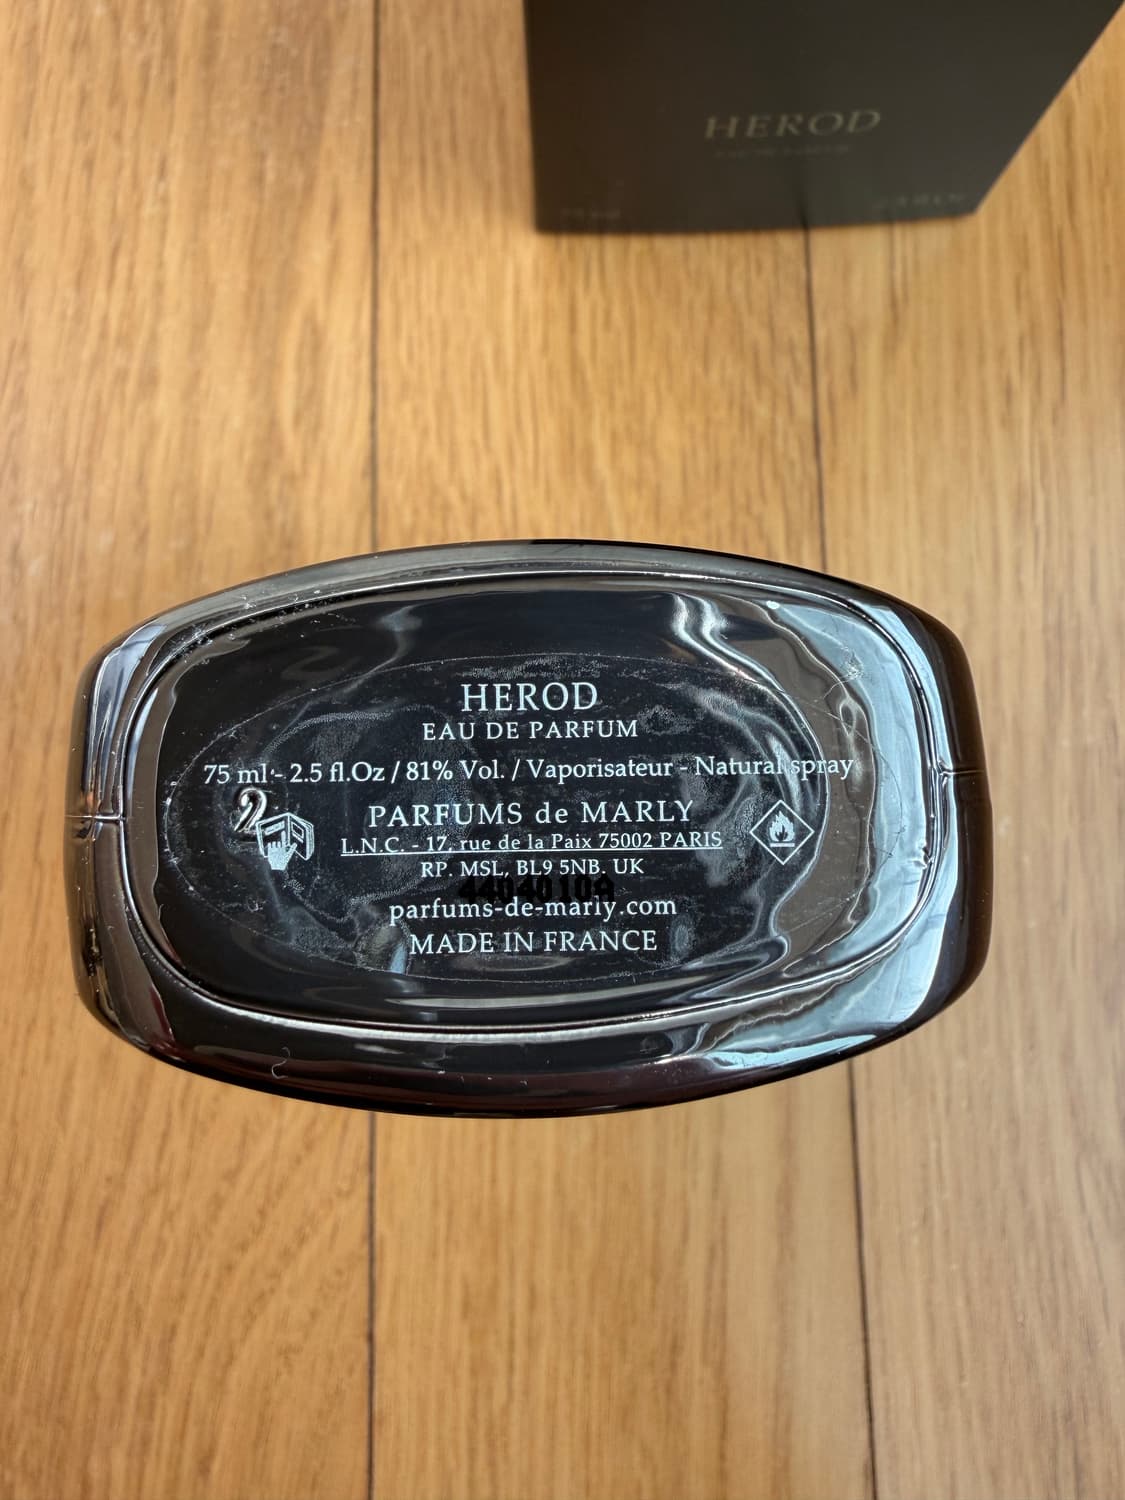 HEROD
HEROD
EAU DE PARFUM
75 ml - 2.5 fl.Oz / 81% Vol. / Vaporisateur - Natural spray
2
PARFUMS de MARLY
L.N.C. - 17, rue de la Paix 75002 PARIS
RP. MSL, BL9 5NB. UK
4404010A
parfums-de-marly.com
MADE IN FRANCE